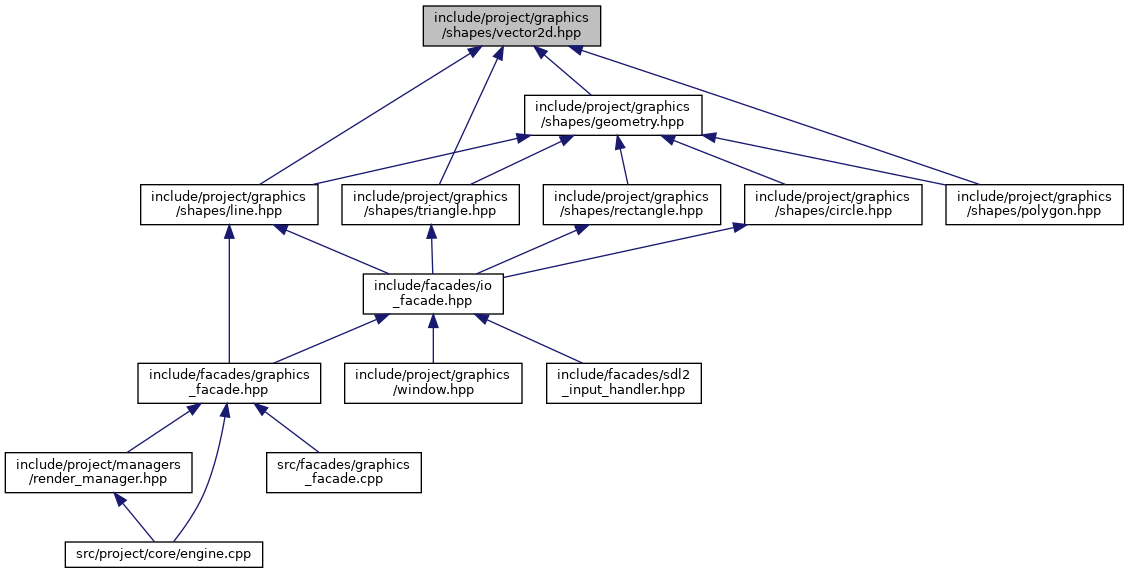 include/project/graphics
/shapes/vector2d.hpp
include/project/graphics
/shapes/geometry.hpp
include/project/graphics
/shapes/line.hpp
include/project/graphics
/shapes/triangle.hpp
include/project/graphics
/shapes/rectangle.hpp
include/project/graphics
/shapes/circle.hpp
include/project/graphics
/shapes/polygon.hpp
include/facades/io
_facade.hpp
include/facades/graphics
_facade.hpp
include/project/graphics
/window.hpp
include/facades/sdl2
_input_handler.hpp
include/project/managers
/render_manager.hpp
src/facades/graphics
_facade.cpp
src/project/core/engine.cpp